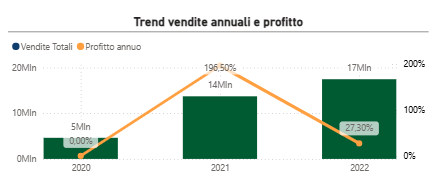 Trend vendite annuali e profitto
Vendite Totali Profitto annuo
20Mln
10Mln
0Mln
5Mln
0,00%
196,50%
14Mln
17Mln
27,30%
200%
100%
0%
2020 2021 2022